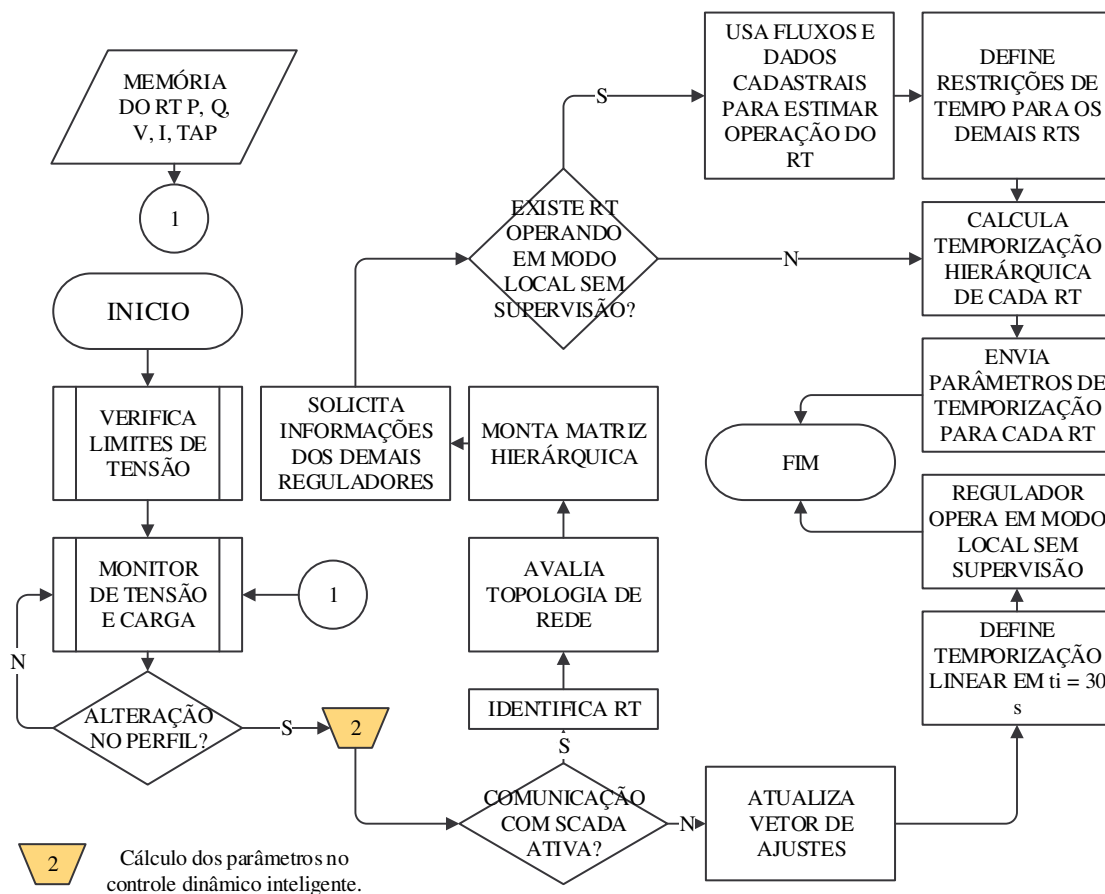 MEMÓRIA
DO RT P, Q,
V, I, TAP
1
INICIO
VERIFICA
LIMITES DE
TENSÃO
MONITOR
DE TENSÃO
E CARGA
1
N
ALTERAÇÃO
NO PERFIL?
S
2
2
Cálculo dos parâmetros no
controle dinâmico inteligente.
COMUNICAÇÃO
COM SCADA
ATIVA?
S
IDENTIFICA RT
AVALIA
TOPOLOGIA DE
REDE
MONTA MATRIZ
HIERÁRQUICA
SOLICITA
INFORMAÇÕES
DOS DEMAIS
REGULADORES
EXISTE RT
OPERANDO
EM MODO
LOCAL SEM
SUPERVISÃO?
S
USA FLUXOS E
DADOS
CADASTRAIS
PARA ESTIMAR
OPERAÇÃO DO
RT
DEFINE
RESTRIÇÕES DE
TEMPO PARA OS
DEMAIS RTS
N
CALCULA
TEMPORIZAÇÃO
HIERÁRQUICA
DE CADA RT
ENVIA
PARÂMETROS DE
TEMPORIZAÇÃO
PARA CADA RT
FIM
N
ATUALIZA
VETOR DE
AJUSTES
DEFINE
TEMPORIZAÇÃO
LINEAR EM ti = 30
s
REGULADOR
OPERA EM MODO
LOCAL SEM
SUPERVISÃO